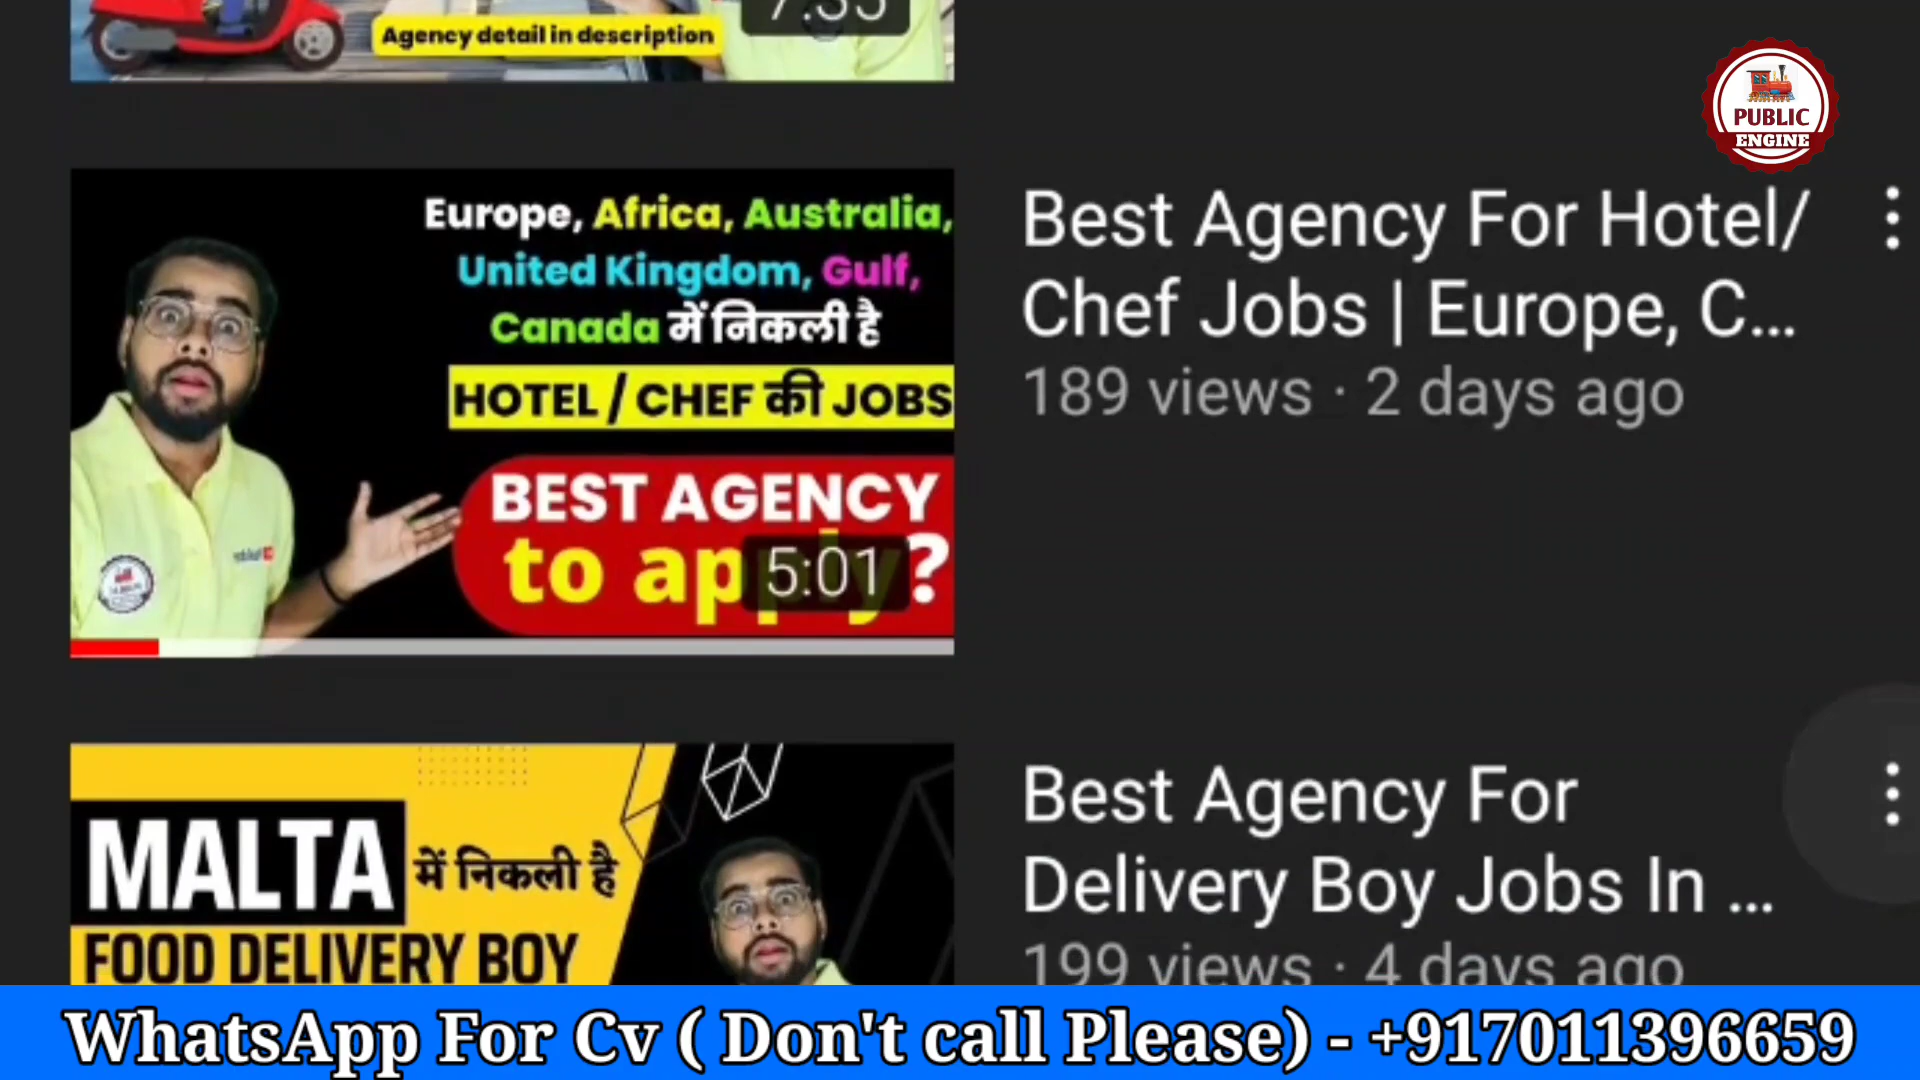 Agency detail in description
7:35
PUBLIC
ENGINE
Europe, Africa, Australia,
United Kingdom, Gulf,
Canada में निकली है
HOTEL / CHEF की JOBS
BEST AGENCY
to apply?
5:01
Best Agency For Hotel/
Chef Jobs | Europe, C...
189 views · 2 days ago
MALTA में निकली है
FOOD DELIVERY BOY
Best Agency For
Delivery Boy Jobs In ...
199 views · 4 days ago
WhatsApp For Cv ( Don't call Please) - +917011396659